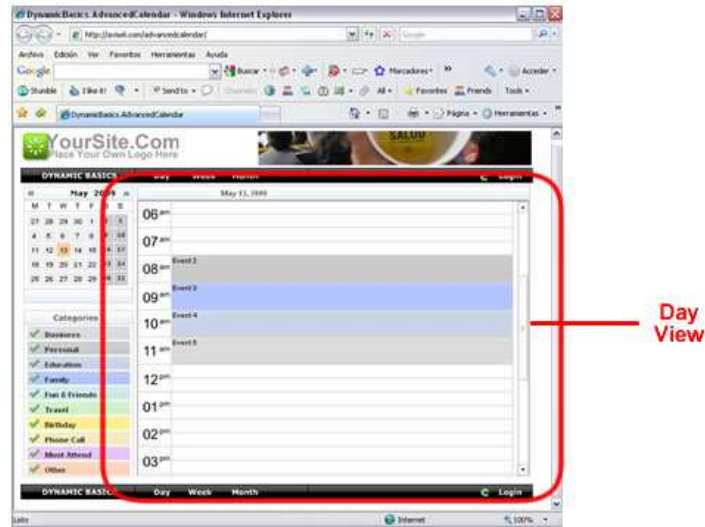 DynamicBasics.AdvancedCalendar - Windows Internet Explorer
http://eviset.com/advancedcalendar/
Archivo Edición Ver Favoritos Herramientas Ayuda
Google Buscar Marcadores Acceder
Stumble I like it! Send to Channels: All Favorites Friends Tools
DynamicBasics.AdvancedCalendar Página Herramientas
YourSite.Com
Place Your Own Logo Here
SALUD
DYNAMIC BASICS Day Week Month Login
May 2009
May 13, 2009
M T W T F S S
27 28 29 30 1 2 3
4 5 6 7 8 9 10
11 12 13 14 15 16 17
18 19 20 21 22 23 24
25 26 27 28 29 30 31
Categories
Business
Personal
Education
Family
Fun & Friends
Travel
Birthday
Phone Call
Must Attend
Other
06 am
07 am
08 am Event 2
09 am Event 3
10 am Event 4
11 am Event 5
12 pm
01 pm
02 pm
03 pm
Day
View
DYNAMIC BASICS Day Week Month Login
Listo Internet 100%